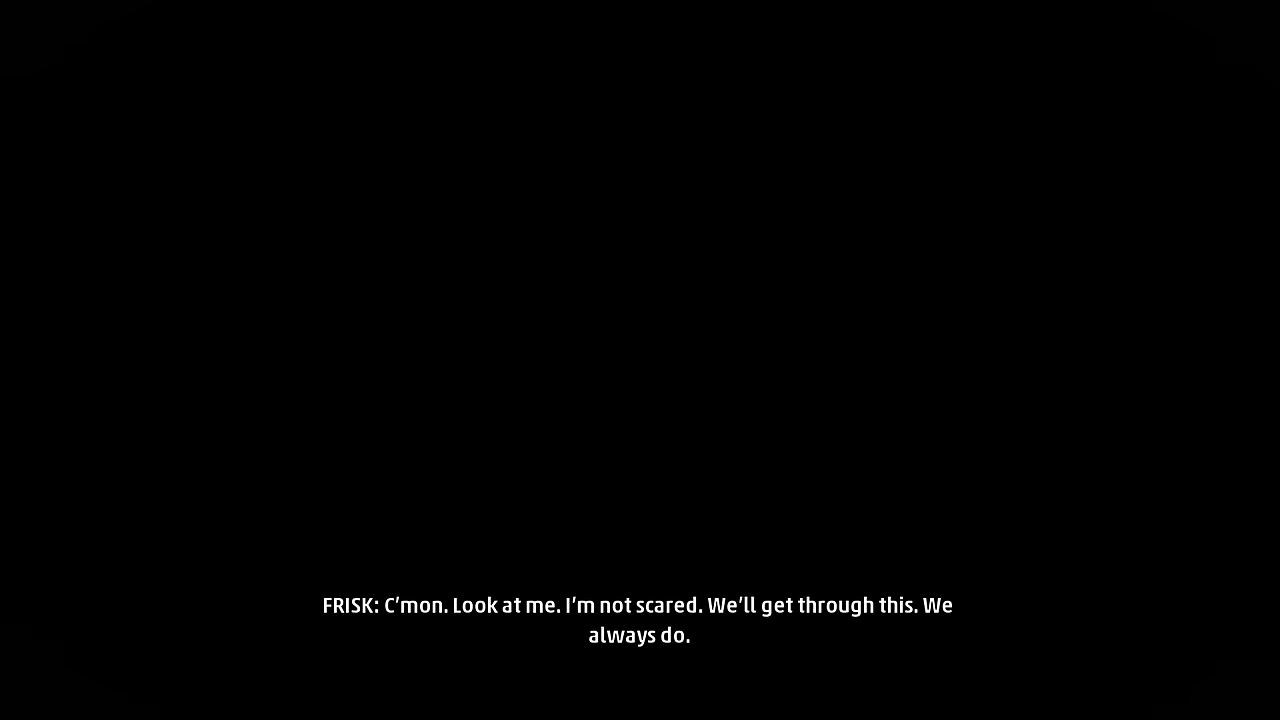 FRISK: C'mon. Look at me. I'm not scared. We'll get through this. We
always do.